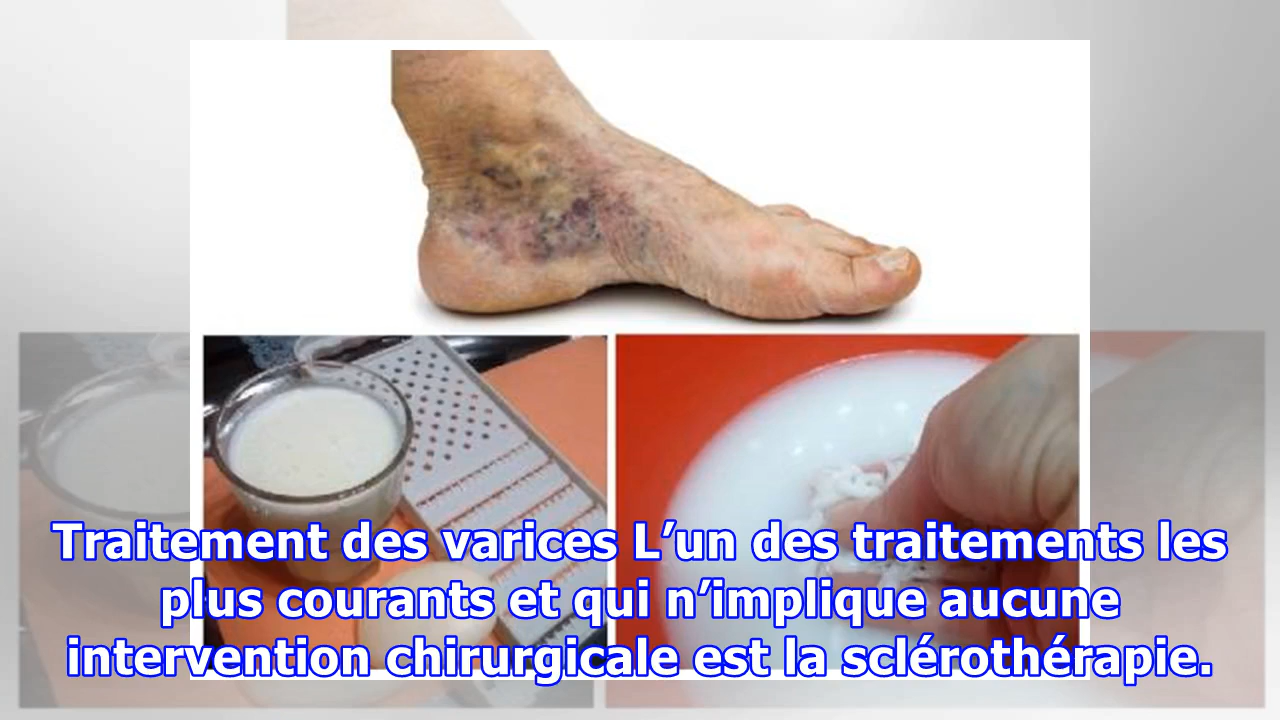 Traitement des varices L’un des traitements les
plus courants et qui n’implique aucune
intervention chirurgicale est la sclérothérapie.